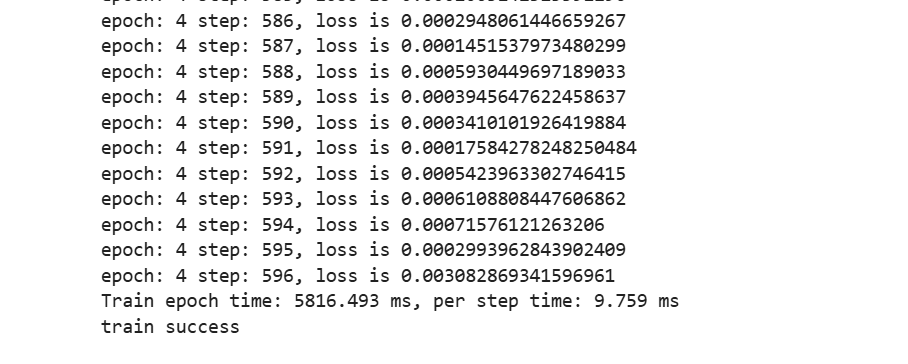 epoch: 4 step: 586, loss is 0.0002948061446659267
epoch: 4 step: 587, loss is 0.0001451537973480299
epoch: 4 step: 588, loss is 0.0005930449697189033
epoch: 4 step: 589, loss is 0.0003945647622458637
epoch: 4 step: 590, loss is 0.0003410101926419884
epoch: 4 step: 591, loss is 0.00017584278248250484
epoch: 4 step: 592, loss is 0.0005423963302746415
epoch: 4 step: 593, loss is 0.0006108808447606862
epoch: 4 step: 594, loss is 0.00071576121263206
epoch: 4 step: 595, loss is 0.0002993962843902409
epoch: 4 step: 596, loss is 0.003082869341596961
Train epoch time: 5816.493 ms, per step time: 9.759 ms
train success